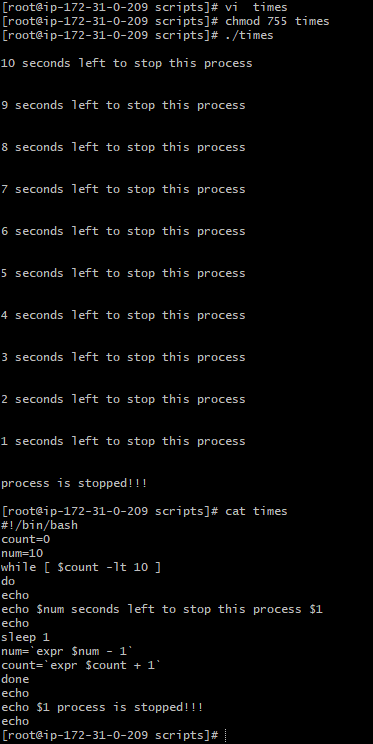 [root@ip-172-31-0-209 scripts]# vi  times
[root@ip-172-31-0-209 scripts]# chmod 755 times
[root@ip-172-31-0-209 scripts]# ./times
10 seconds left to stop this process
9 seconds left to stop this process
8 seconds left to stop this process
7 seconds left to stop this process
6 seconds left to stop this process
5 seconds left to stop this process
4 seconds left to stop this process
3 seconds left to stop this process
2 seconds left to stop this process
1 seconds left to stop this process
process is stopped!!!
[root@ip-172-31-0-209 scripts]# cat times
#!/bin/bash
count=0
num=10
while [ $count -lt 10 ]
do
echo
echo $num seconds left to stop this process $1
echo
sleep 1
num=`expr $num - 1`
count=`expr $count + 1`
done
echo
echo $1 process is stopped!!!
echo
[root@ip-172-31-0-209 scripts]#